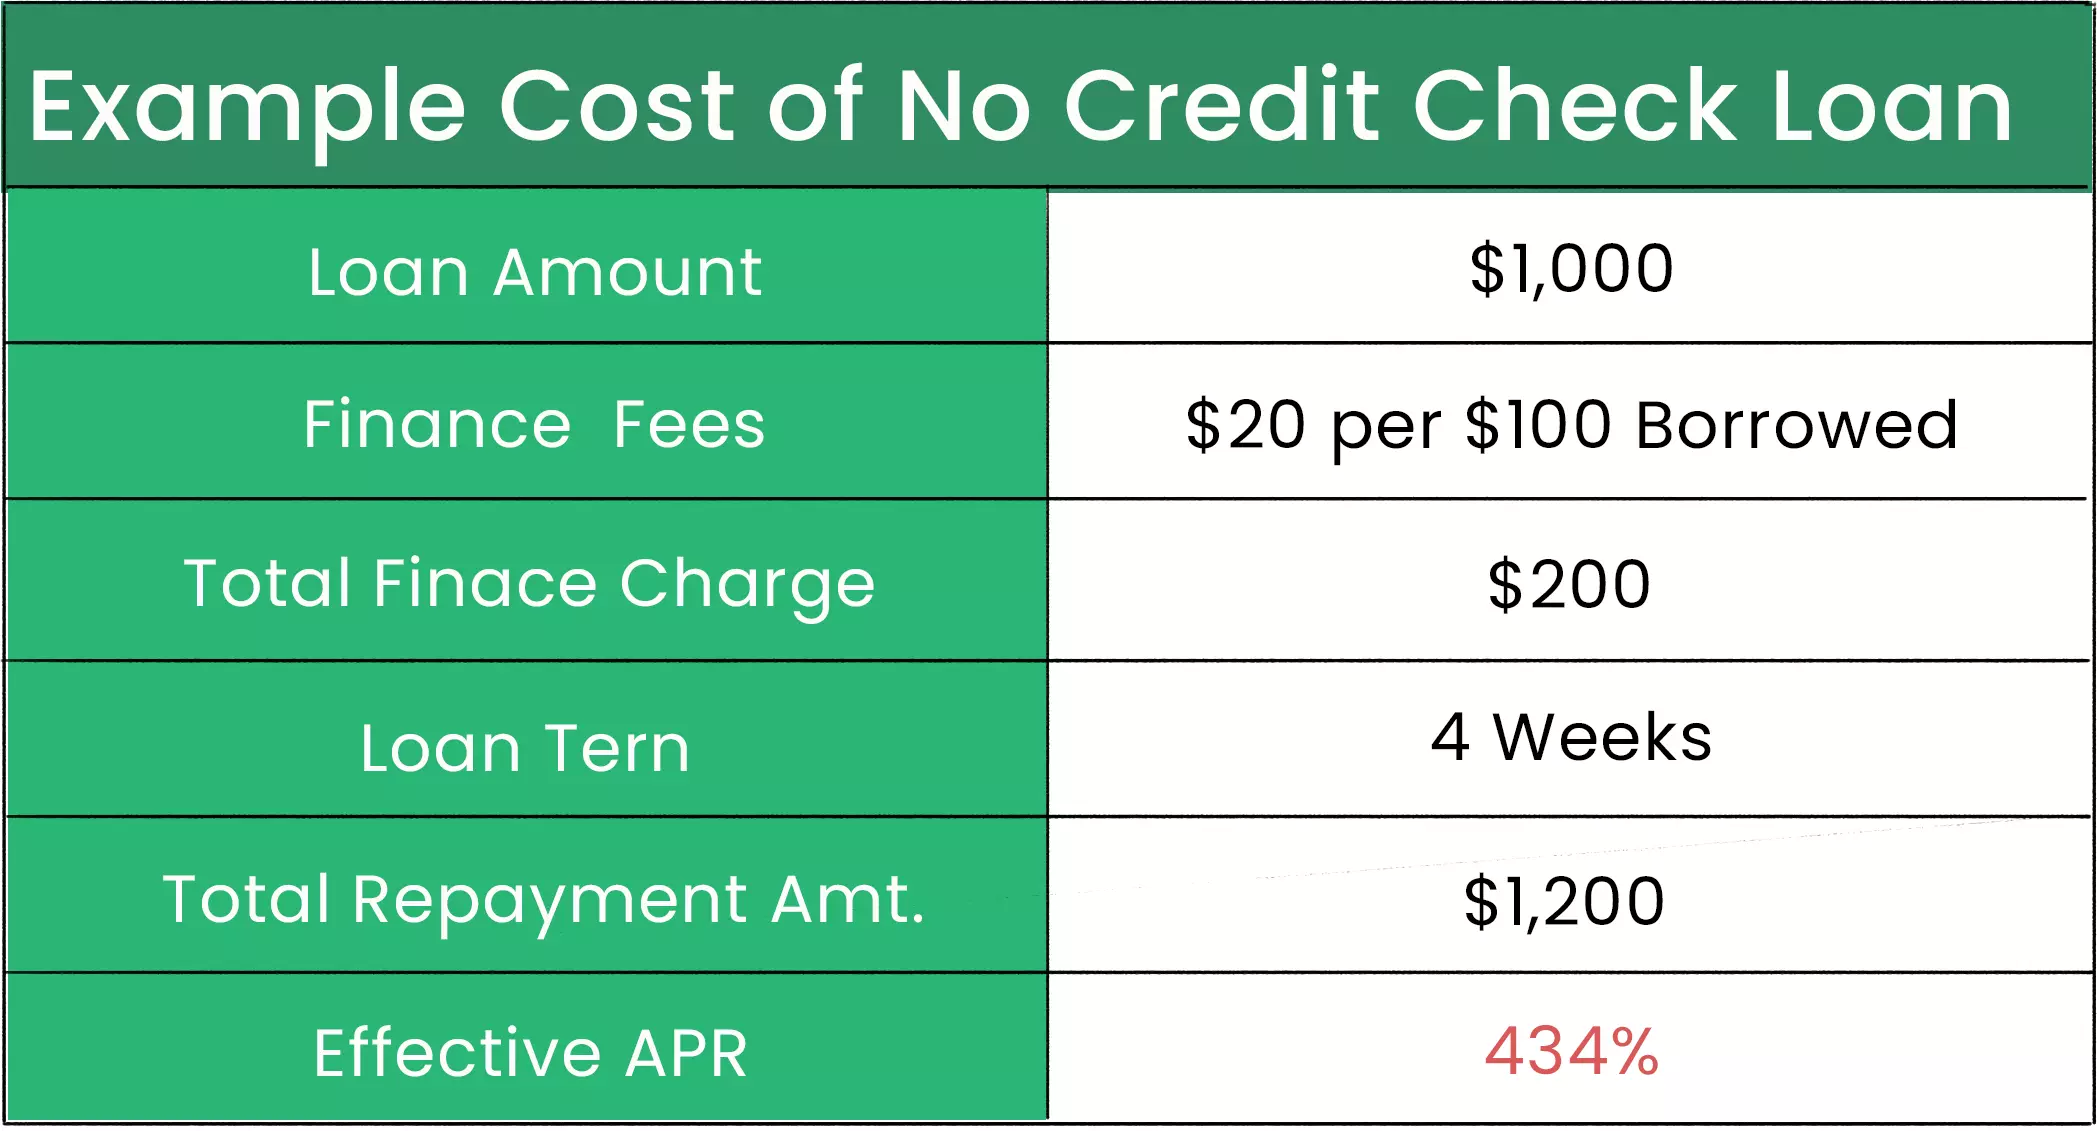 Example Cost of No Credit Check Loan
Loan Amount $1,000
Finance Fees $20 per $100 Borrowed
Total Finace Charge $200
Loan Tern 4 Weeks
Total Repayment Amt. $1,200
Effective APR 434%